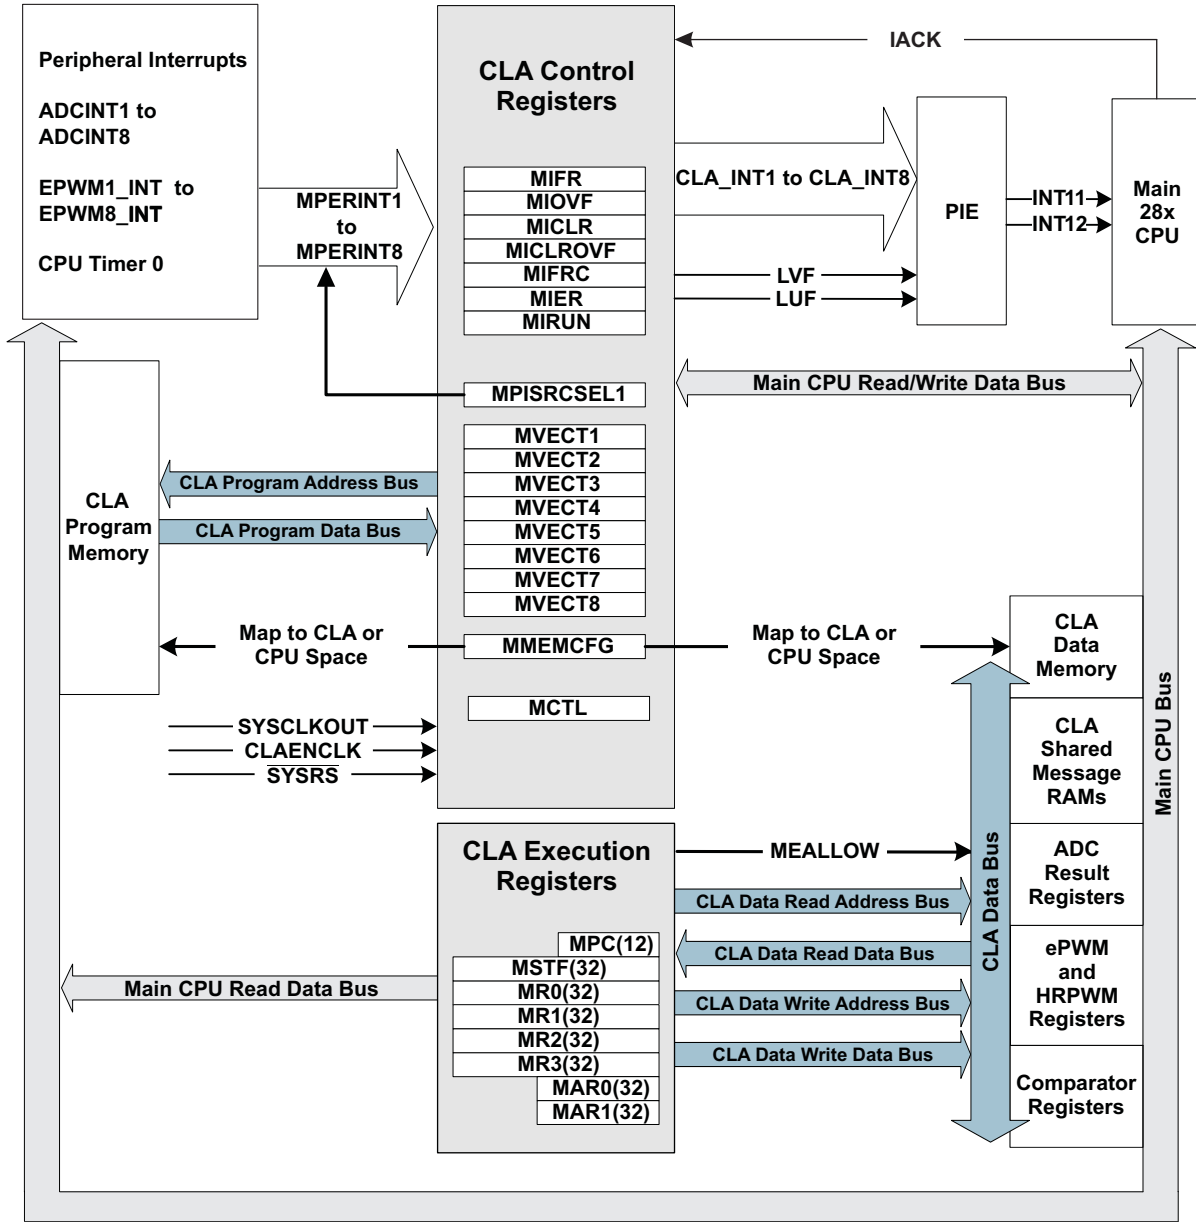 Peripheral Interrupts
ADCINT1 to
ADCINT8
EPWM1_INT to
EPWM8_INT
CPU Timer 0
MPERINT1
to
MPERINT8
CLA Control
Registers
MIFR
MIOVF
MICLR
MICLROVF
MIFRC
MIER
MIRUN
MPISRCSEL1
MVECT1
MVECT2
MVECT3
MVECT4
MVECT5
MVECT6
MVECT7
MVECT8
MMEMCFG
MCTL
IACK
CLA_INT1 to CLA_INT8
LVF
LUF
PIE
INT11
INT12
Main
28x
CPU
Main CPU Read/Write Data Bus
CLA Program Address Bus
CLA Program Data Bus
CLA
Program
Memory
Map to CLA or
CPU Space
Map to CLA or
CPU Space
SYSCLKOUT
CLAENCLK
SYSRS
CLA
Data
Memory
CLA
Shared
Message
RAMs
ADC
Result
Registers
ePWM
and
HRPWM
Registers
Comparator
Registers
Main CPU Bus
CLA Data Bus
CLA Execution
Registers
MPC(12)
MSTF(32)
MR0(32)
MR1(32)
MR2(32)
MR3(32)
MAR0(32)
MAR1(32)
MEALLOW
CLA Data Read Address Bus
CLA Data Read Data Bus
CLA Data Write Address Bus
CLA Data Write Data Bus
Main CPU Read Data Bus